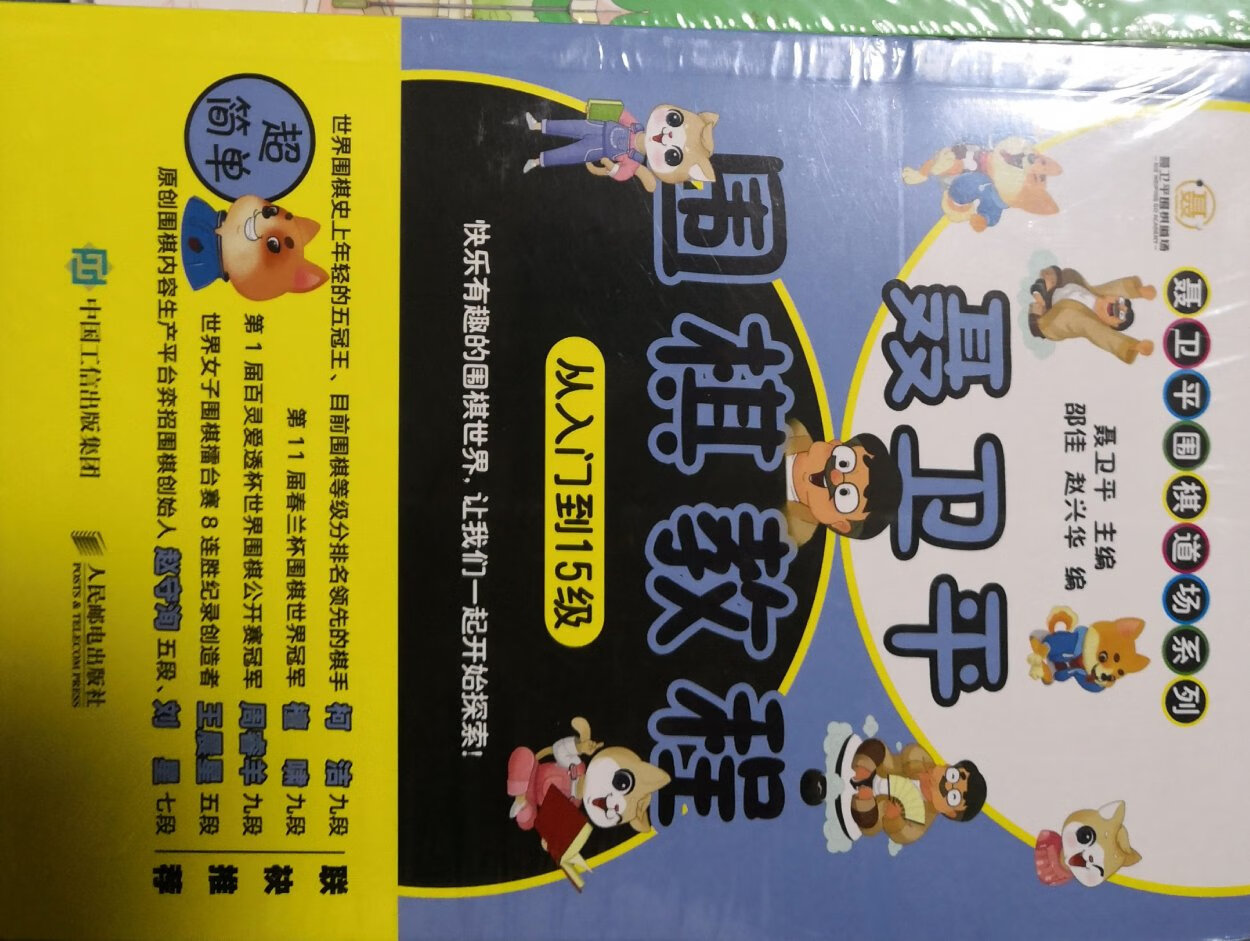 聂
聂卫平围棋道场
聂卫平围棋道场系列
聂卫平 主编
邵佳 赵兴华 编
聂卫平
围棋教程
从入门到15级
快乐有趣的围棋世界，让我们一起开始探索！
超
简单
世界围棋史上年轻的五冠王、目前围棋等级分排名领先的棋手 柯 洁 九段
第11届春兰杯围棋世界冠军 檀 啸 九段
第1届百灵爱透杯世界围棋公开赛冠军 周睿羊 九段
世界女子围棋擂台赛8连胜纪录创造者 王晨星 五段
原创围棋内容生产平台弈招围棋创始人 赵守洵 五段、刘 星 七段
联袂推荐
中国工信出版集团
人民邮电出版社
POSTS & TELECOM PRESS